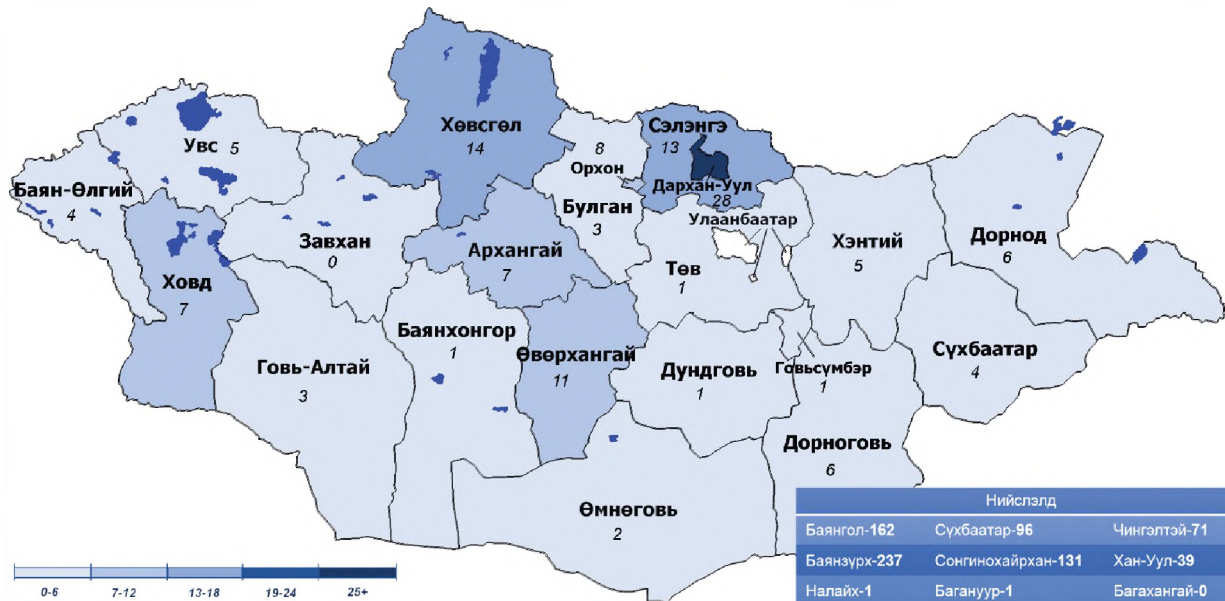 Хөвсгөл
14
Сэлэнгэ
13
Увс 5
8
Орхон
Дархан-Уул
28
Баян-Өлгий
4
Булган
3
Улаанбаатар
Завхан
0
Архангай
7
Хэнтий
5
Дорнод
6
Ховд
7
Төв
1
Баянхонгор
1
Өвөрхангай
11
Говь-Алтай
3
Дундговь
1
Говьсүмбэр
1
Сүхбаатар
4
Дорноговь
6
Өмнөговь
2
Нийслэлд
Баянгол-162 Сүхбаатар-96 Чингэлтэй-71
Баянзүрх-237 Сонгинохайрхан-131 Хан-Уул-39
Налайх-1 Багануур-1 Багахангай-0
0-6 7-12 13-18 19-24 25+